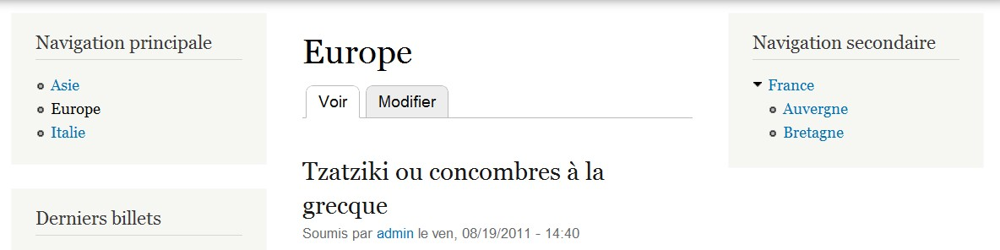 Navigation principale
Asie
Europe
Italie
Derniers billets
Europe
Voir
Modifier
Tzatziki ou concombres à la
grecque
Soumis par admin le ven, 08/19/2011 - 14:40
Navigation secondaire
France
Auvergne
Bretagne